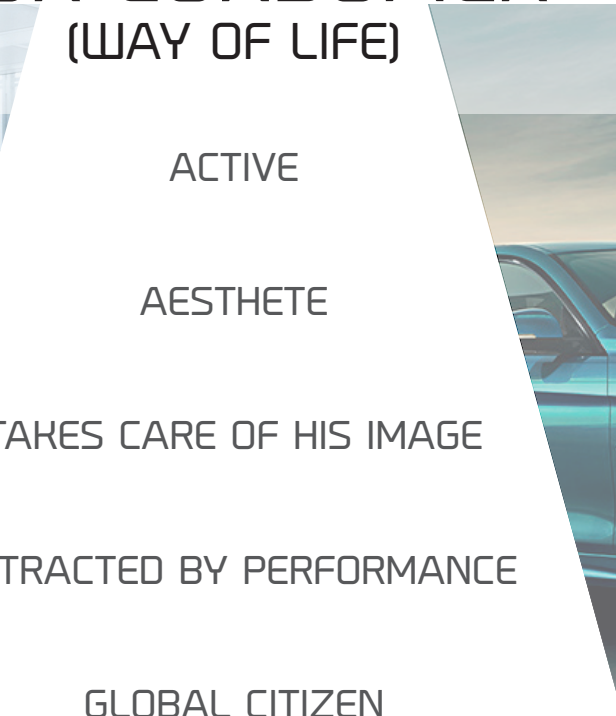 (WAY OF LIFE)
ACTIVE
AESTHETE
TAKES CARE OF HIS IMAGE
TRACTED BY PERFORMANCE
GLOBAL CITIZEN